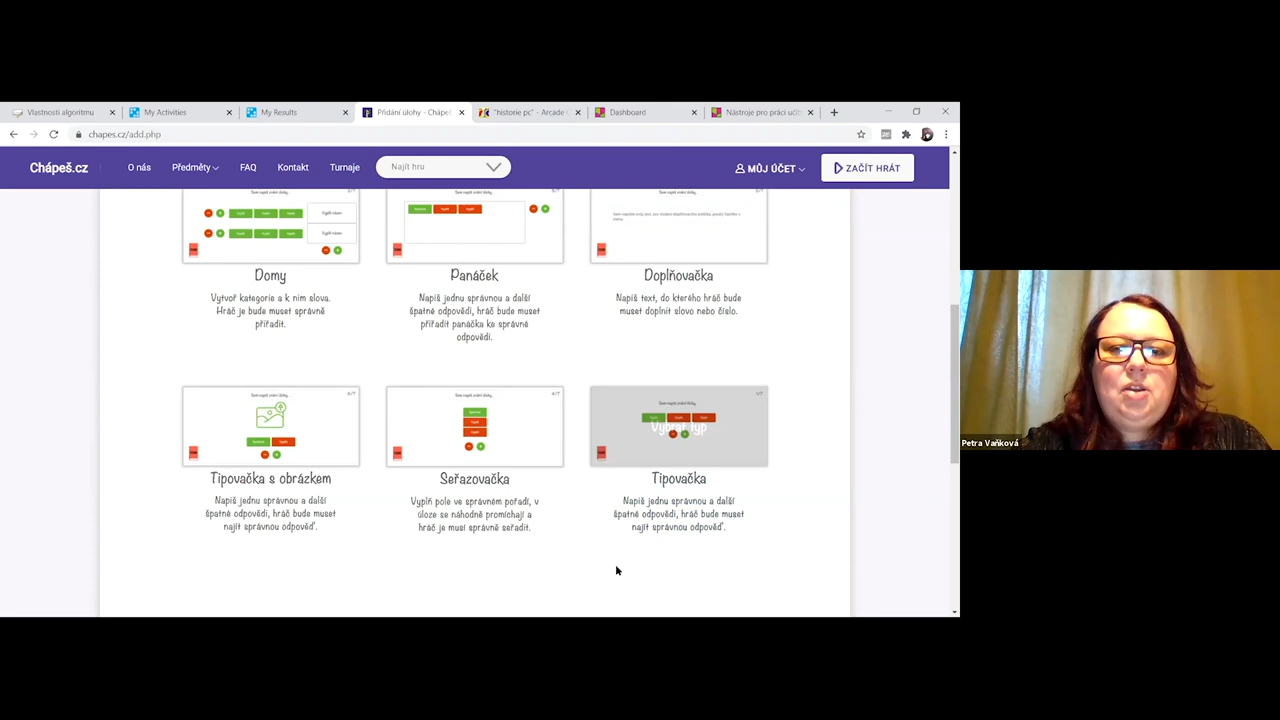 Vlastnosti algoritmu
My Activities
My Results
Přidání úlohy - Chápeš
"historie pc" - Arcade
Dashboard
Nástroje pro práci učit
chapes.cz/add.php
Chápeš.cz
O nás
Předměty
FAQ
Kontakt
Turnaje
Najít hru
MŮJ ÚČET
ZAČÍT HRÁT
Domy
Vytvoř kategorie a k nim slova.
Hráč je bude muset správně
přiřadit.
Panáček
Napiš jednu správnou a další
špatné odpovědi, hráč bude muset
přiřadit panáčka ke správné
odpovědi.
Doplňovačka
Napiš text, do kterého hráč bude
muset doplnit slovo nebo číslo.
Tipovačka s obrázkem
Napiš jednu správnou a další
špatné odpovědi, hráč bude muset
najít správnou odpověď.
Seřazovačka
Vyplň pole ve správném pořadí, v
úloze se náhodně promíchají a
hráč je musí správně seřadit.
Vybrat typ
Tipovačka
Napiš jednu správnou a další
špatné odpovědi, hráč bude muset
najít správnou odpověď.
Petra Vaňková